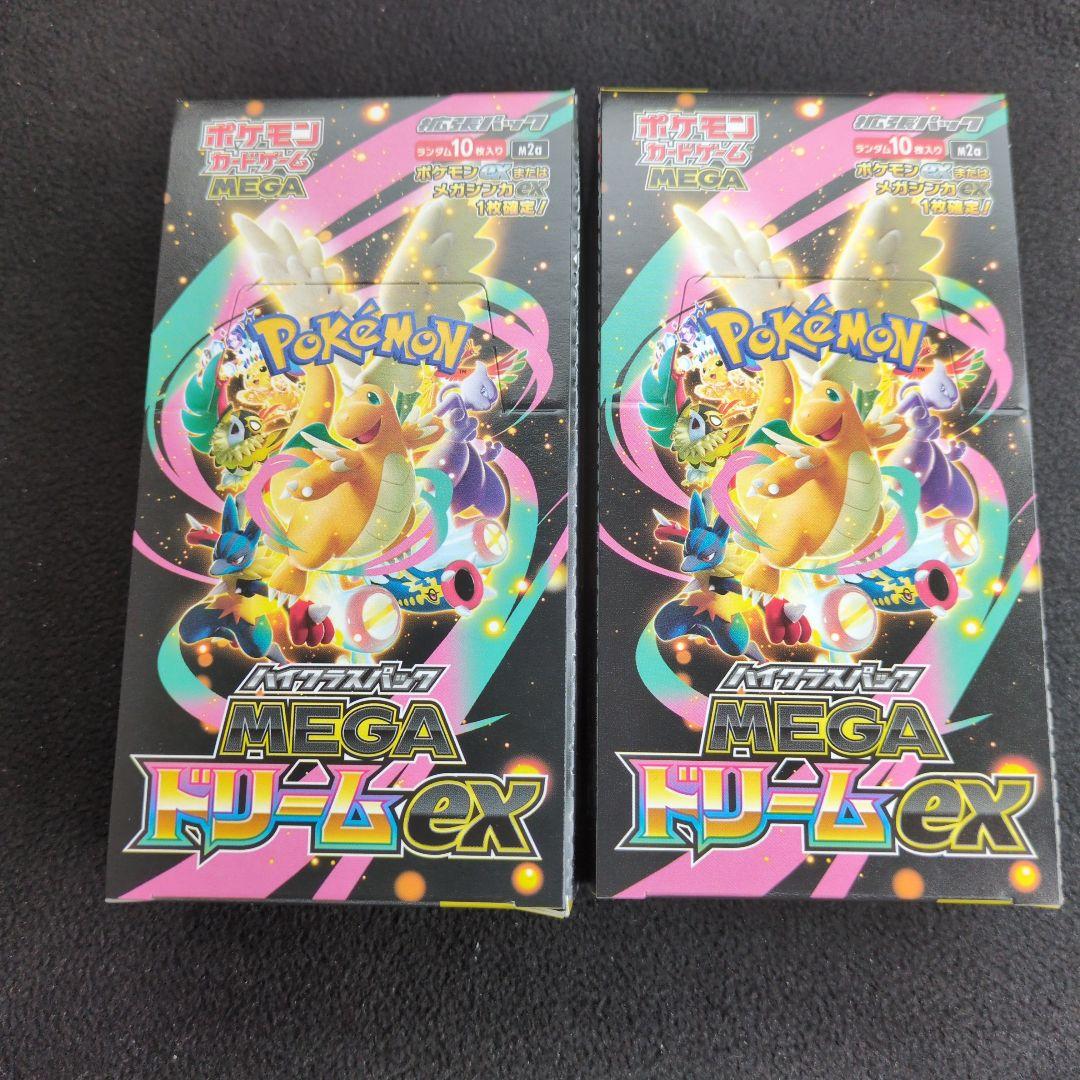 ポケモン
カードゲーム
MEGA
拡張パック
ランダム10枚入り M2a
ポケモンexまたは
メガシンカex
1枚確定!
POKéMON
TM
ハイクラスパック
MEGA
ドリームex
ポケモン
カードゲーム
MEGA
拡張パック
ランダム10枚入り M2a
ポケモンexまたは
メガシンカex
1枚確定!
POKéMON
TM
ハイクラスパック
MEGA
ドリームex